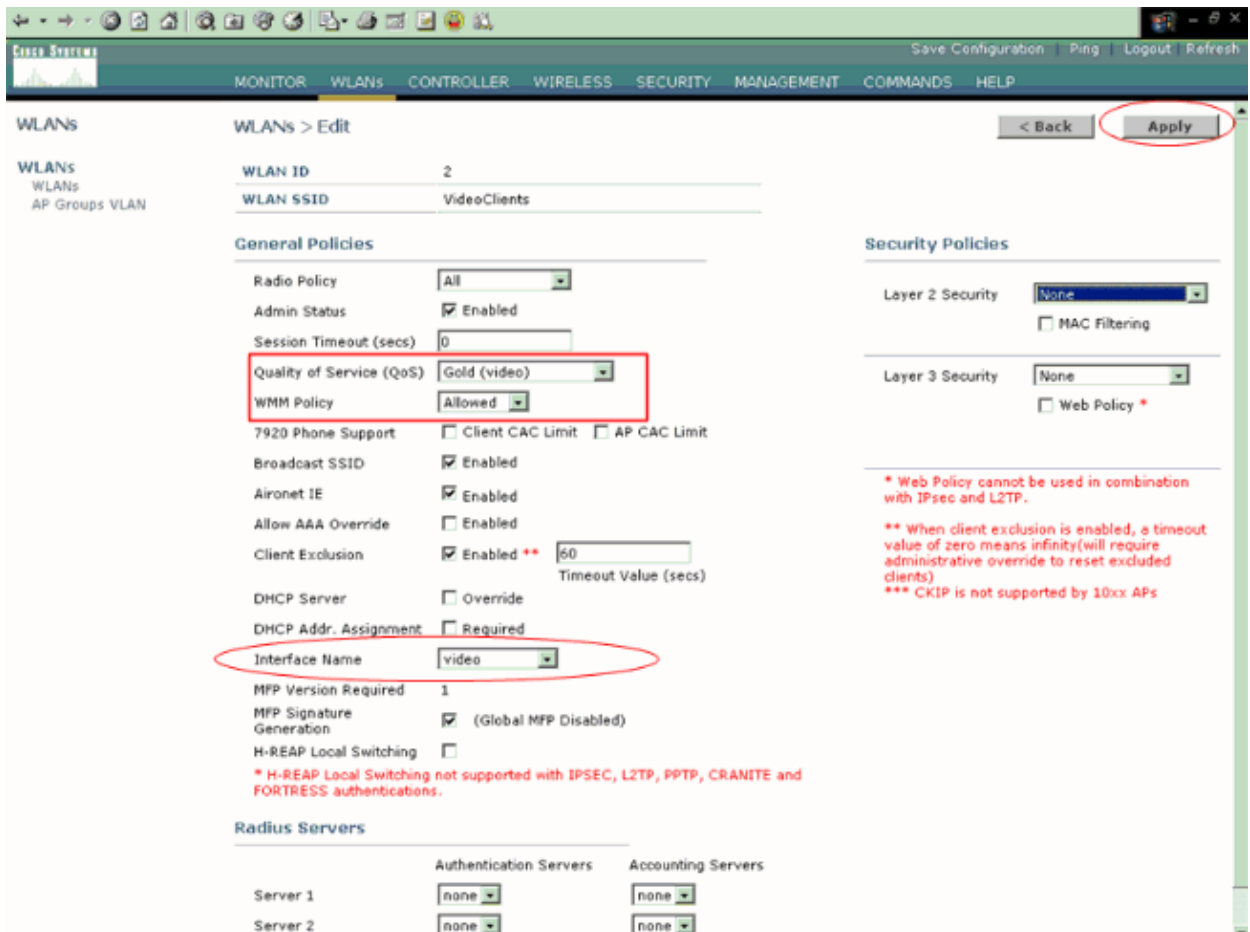 Save Configuration | Ping | Logout | Refresh
CISCO SYSTEMS
MONITOR WLANs CONTROLLER WIRELESS SECURITY MANAGEMENT COMMANDS HELP
WLANs
WLANs
WLANs
AP Groups VLAN
WLANs > Edit
< Back
Apply
WLAN ID 2
WLAN SSID VideoClients
General Policies
Radio Policy All
Admin Status Enabled
Session Timeout (secs) 0
Quality of Service (QoS) Gold (video)
WMM Policy Allowed
7920 Phone Support Client CAC Limit AP CAC Limit
Broadcast SSID Enabled
Aironet IE Enabled
Allow AAA Override Enabled
Client Exclusion Enabled ** 60
Timeout Value (secs)
DHCP Server Override
DHCP Addr. Assignment Required
Interface Name video
MFP Version Required 1
MFP Signature
Generation (Global MFP Disabled)
H-REAP Local Switching
* H-REAP Local Switching not supported with IPSEC, L2TP, PPTP, CRANITE and
FORTRESS authentications.
Security Policies
Layer 2 Security None
MAC Filtering
Layer 3 Security None
Web Policy *
* Web Policy cannot be used in combination
with IPsec and L2TP.
** When client exclusion is enabled, a timeout
value of zero means infinity(will require
administrative override to reset excluded
clients)
*** CKIP is not supported by 10xx APs
Radius Servers
Authentication Servers Accounting Servers
Server 1 none none
Server 2 none none